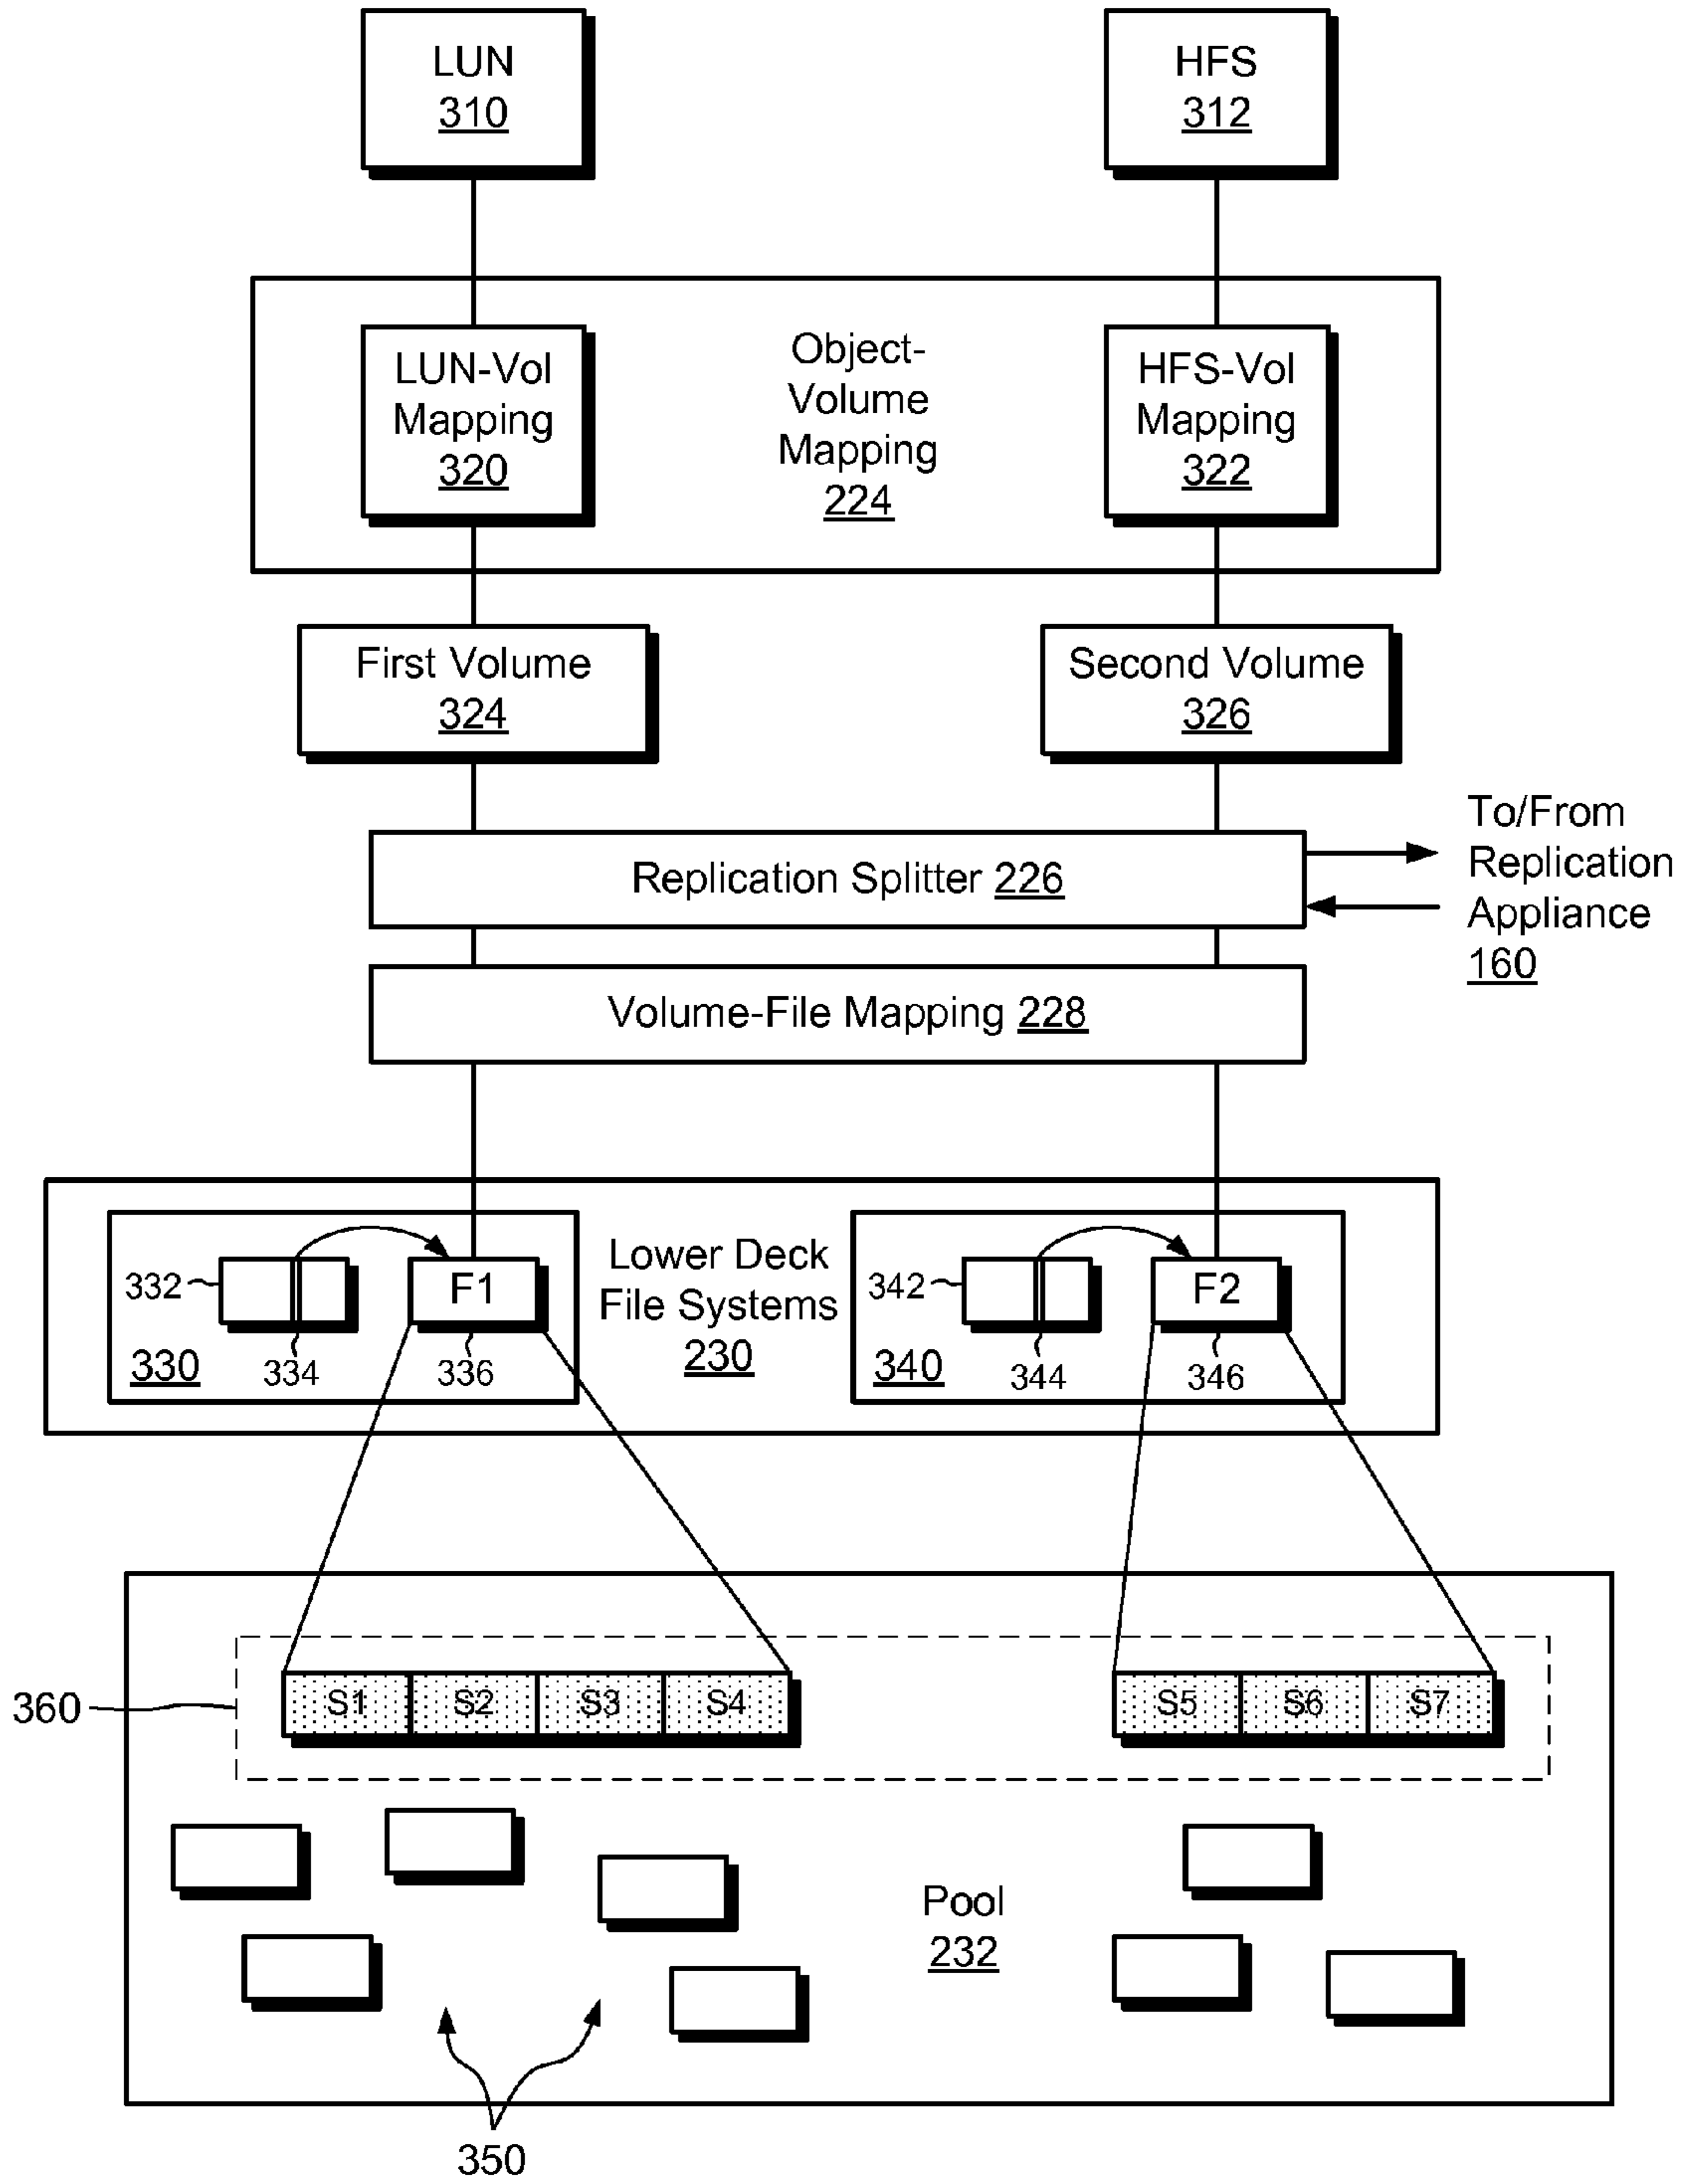 LUN
310
HFS
312
LUN-Vol
Mapping
320
Object-
Volume
Mapping
224
HFS-Vol
Mapping
322
First Volume
324
Second Volume
326
Replication Splitter 226
To/From
Replication
Appliance
160
Volume-File Mapping 228
332
334
F1
336
330
Lower Deck
File Systems
230
342
344
F2
346
340
360
S1 S2 S3 S4
S5 S6 S7
Pool
232
350